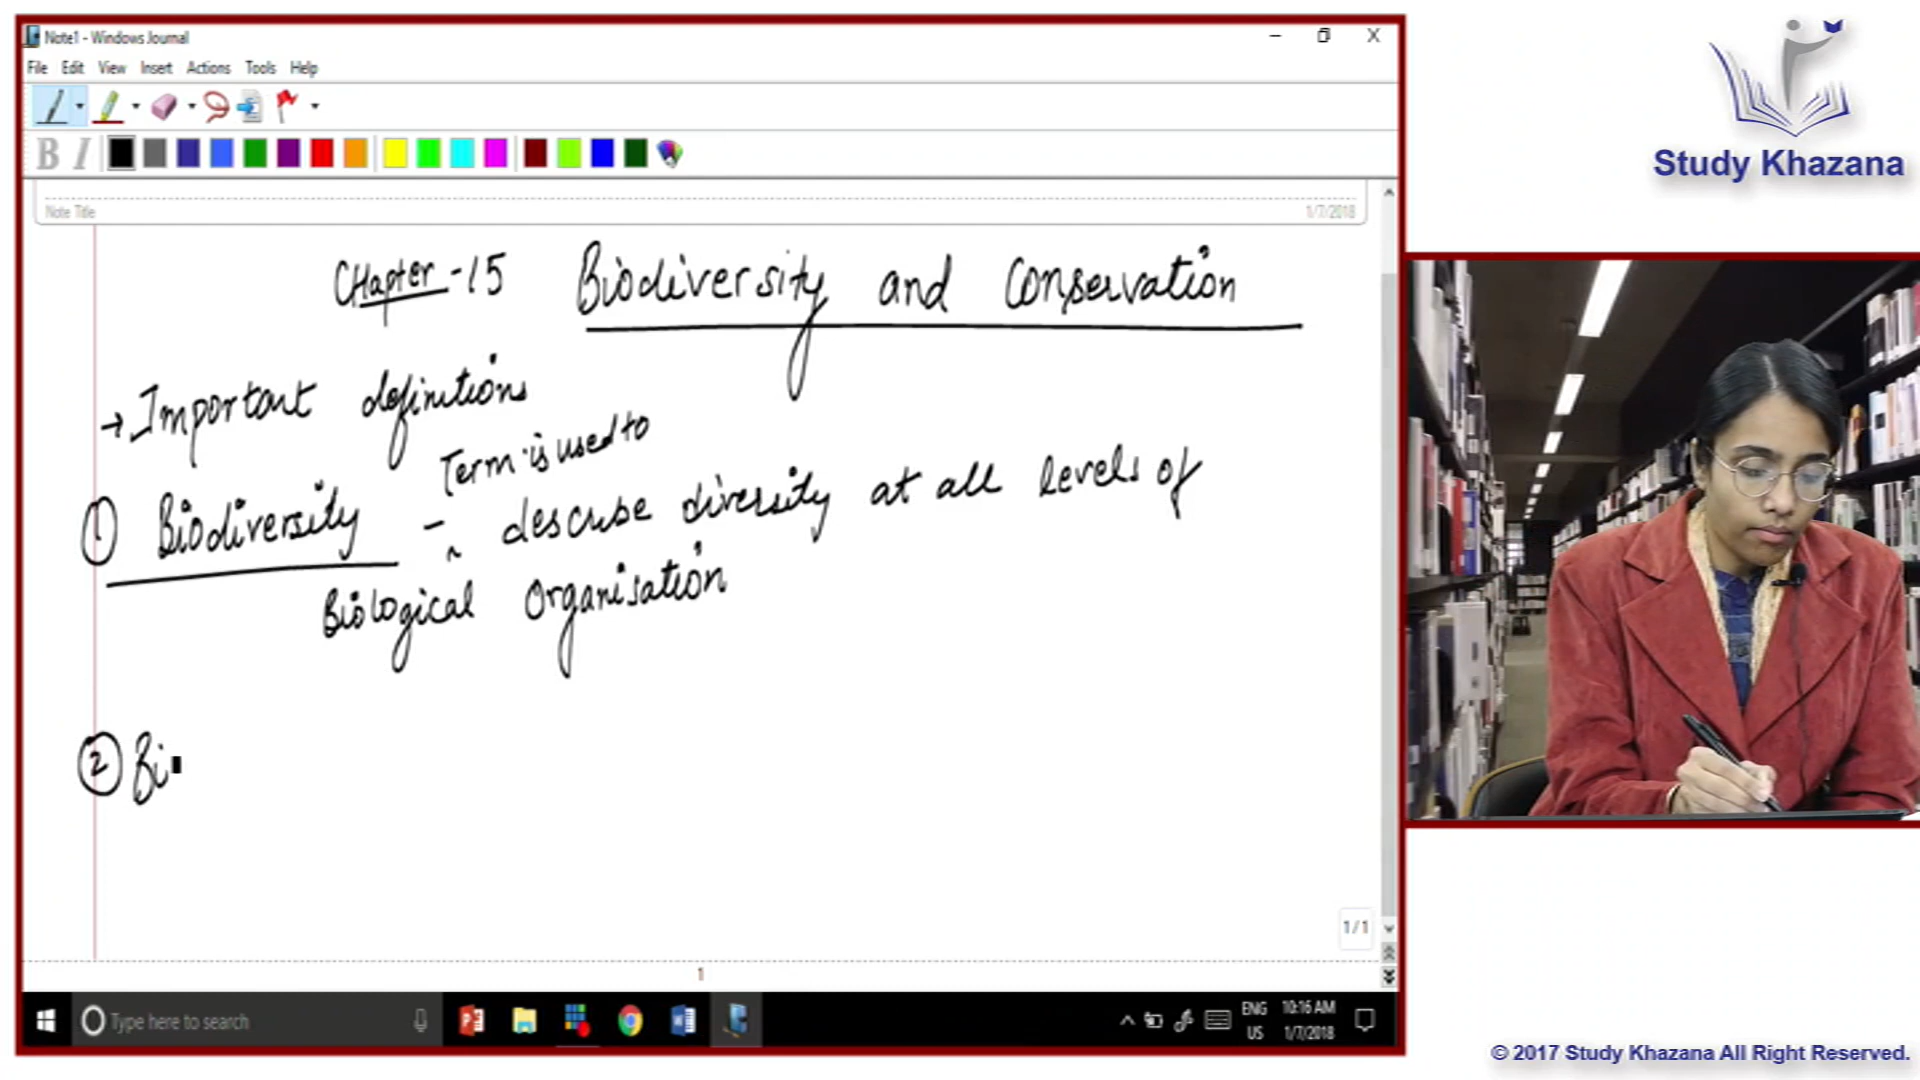 Note1 - Windows Journal
File Edit View Insert Actions Tools Help
B I
Note Title
1/7/2018
CHapter -15 Biodiversity and Conservation
→ Important definitions
Term is used to
① Biodiversity - describe diversity at all levels of
^
Biological Organisation
② Bi
1/1
1
Type here to search
ENG
US
10:16 AM
1/7/2018
Study Khazana
© 2017 Study Khazana All Right Reserved.